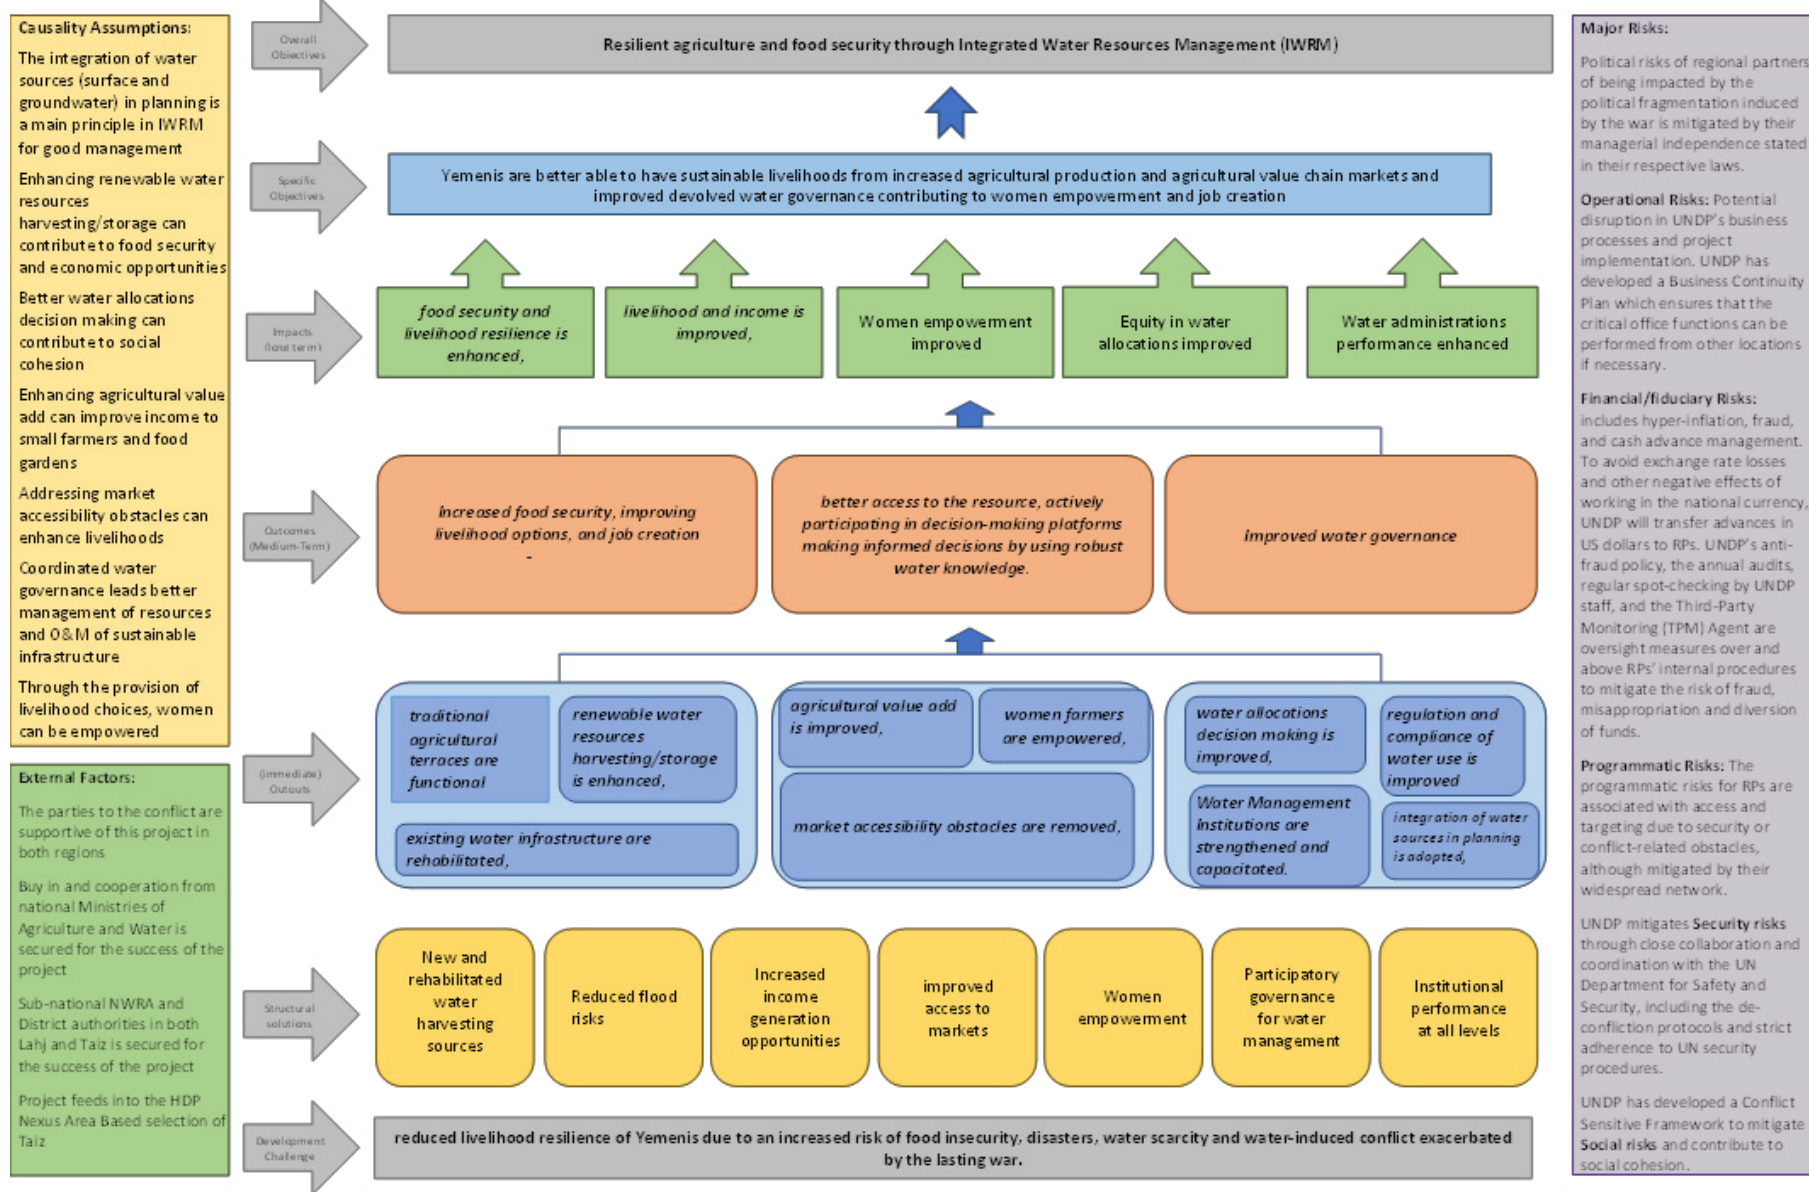 Causality Assumptions:
The integration of water
sources (surface and
groundwater) in planning is
a main principle in IWRM
for good management
Enhancing renewable water
resources
harvesting/storage can
contribute to food security
and economic opportunities
Better water allocations
decision making can
contribute to social
cohesion
Enhancing agricultural value
add can improve income to
small farmers and food
gardens
Addressing market
accessibility obstacles can
enhance livelihoods
Coordinated water
governance leads better
management of resources
and O&M of sustainable
infrastructure
Through the provision of
livelihood choices, women
can be empowered
External Factors:
The parties to the conflict are
supportive of this project in
both regions
Buy in and cooperation from
national Ministries of
Agriculture and Water is
secured for the success of the
project
Sub-national NWRA and
District authorities in both
Lahj and Taiz is secured for
the success of the project
Project feeds into the HDP
Nexus Area Based selection of
Taiz
Overall
Objectives
Resilient agriculture and food security through Integrated Water Resources Management (IWRM)
Specific
Objectives
Yemenis are better able to have sustainable livelihoods from increased agricultural production and agricultural value chain markets and
improved devolved water governance contributing to women empowerment and job creation
Impacts
(long term)
food security and
livelihood resilience is
enhanced,
livelihood and income is
improved,
Women empowerment
improved
Equity in water
allocations improved
Water administrations
performance enhanced
Outcomes
(Medium-Term)
Increased food security, improving
livelihood options, and job creation
-
better access to the resource, actively
participating in decision-making platforms
making informed decisions by using robust
water knowledge.
Improved water governance
(immediate)
Outputs
traditional
agricultural
terraces are
functional
renewable water
resources
harvesting/storage
is enhanced,
existing water infrastructure are
rehabilitated,
agricultural value add
is improved,
women farmers
are empowered,
market accessibility obstacles are removed,
water allocations
decision making is
improved,
regulation and
compliance of
water use is
improved
Water Management
Institutions are
strengthened and
capacitated.
integration of water
sources in planning
is adopted,
Structural
solutions
New and
rehabilitated
water
harvesting
sources
Reduced flood
risks
Increased
income
generation
opportunities
improved
access to
markets
Women
empowerment
Participatory
governance
for water
management
Institutional
performance
at all levels
Development
Challenge
reduced livelihood resilience of Yemenis due to an increased risk of food insecurity, disasters, water scarcity and water-induced conflict exacerbated
by the lasting war.
Major Risks:
Political risks of regional partners
of being impacted by the
political fragmentation induced
by the war is mitigated by their
managerial independence stated
in their respective laws.
Operational Risks: Potential
disruption in UNDP's business
processes and project
implementation. UNDP has
developed a Business Continuity
Plan which ensures that the
critical office functions can be
performed from other locations
if necessary.
Financial/fiduciary Risks:
includes hyper-inflation, fraud,
and cash advance management.
To avoid exchange rate losses
and other negative effects of
working in the national currency,
UNDP will transfer advances in
US dollars to RPs. UNDP's anti-
fraud policy, the annual audits,
regular spot-checking by UNDP
staff, and the Third-Party
Monitoring (TPM) Agent are
oversight measures over and
above RPs' internal procedures
to mitigate the risk of fraud,
misappropriation and diversion
of funds.
Programmatic Risks: The
programmatic risks for RPs are
associated with access and
targeting due to security or
conflict-related obstacles,
although mitigated by their
widespread network.
UNDP mitigates Security risks
through close collaboration and
coordination with the UN
Department for Safety and
Security, including the de-
confliction protocols and strict
adherence to UN security
procedures.
UNDP has developed a Conflict
Sensitive Framework to mitigate
Social risks and contribute to
social cohesion.